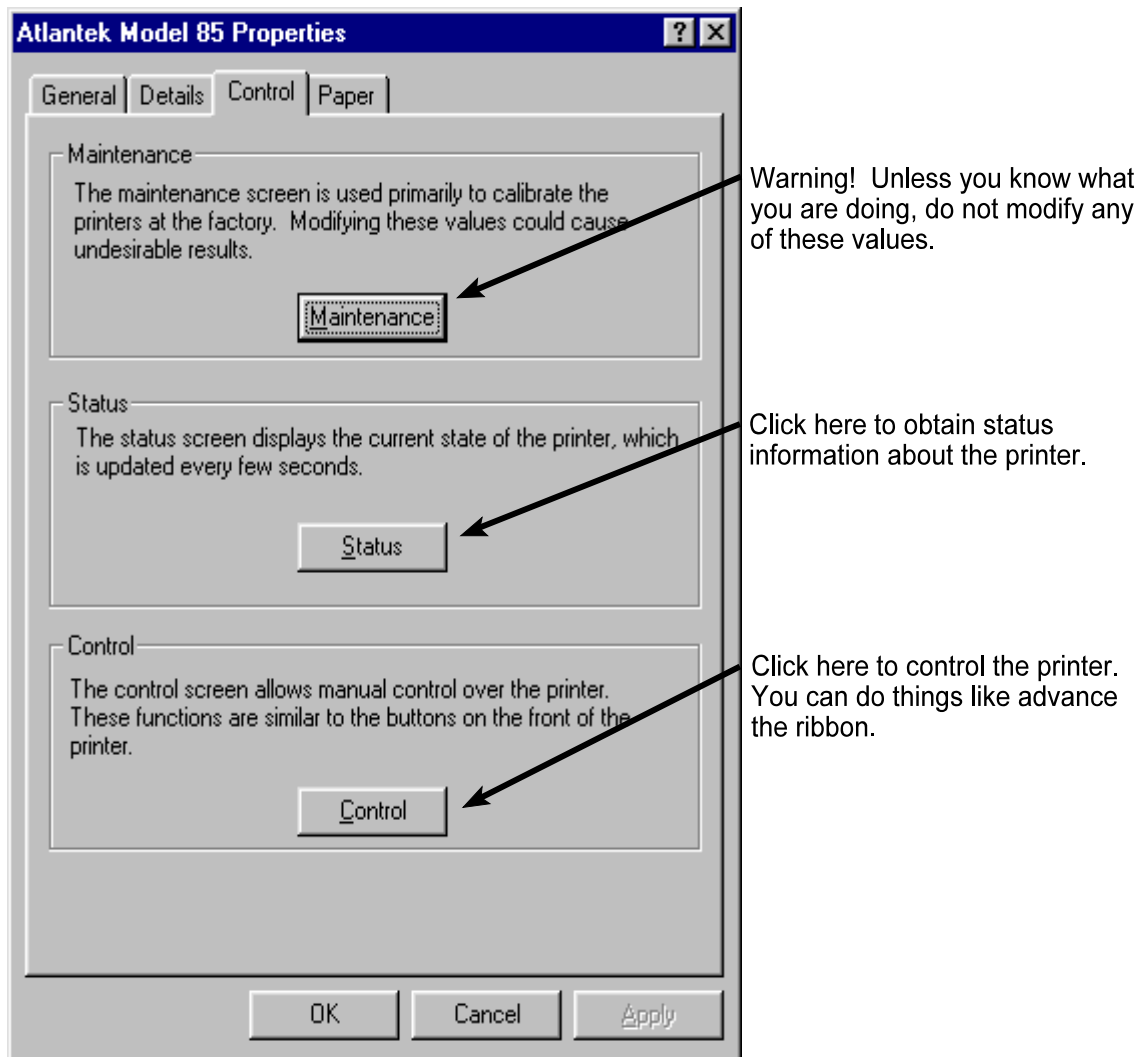 Atlantek Model 85 Properties
General
Details
Control
Paper
Maintenance
The maintenance screen is used primarily to calibrate the
printers at the factory. Modifying these values could cause
undesirable results.
Maintenance
Warning! Unless you know what
you are doing, do not modify any
of these values.
Status
The status screen displays the current state of the printer, which
is updated every few seconds.
Status
Click here to obtain status
information about the printer.
Control
The control screen allows manual control over the printer.
These functions are similar to the buttons on the front of the
printer.
Control
Click here to control the printer.
You can do things like advance
the ribbon.
OK
Cancel
Apply